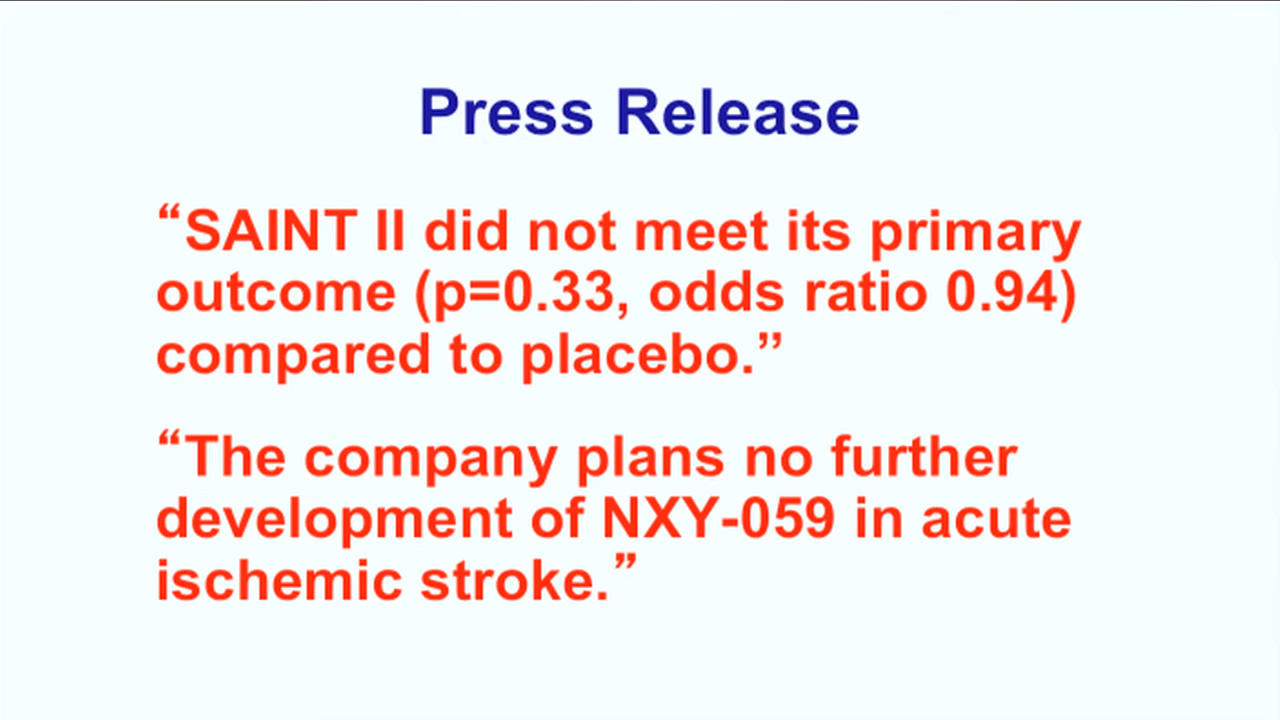 Press Release
“SAINT II did not meet its primary
outcome (p=0.33, odds ratio 0.94)
compared to placebo.”
“The company plans no further
development of NXY-059 in acute
ischemic stroke.”